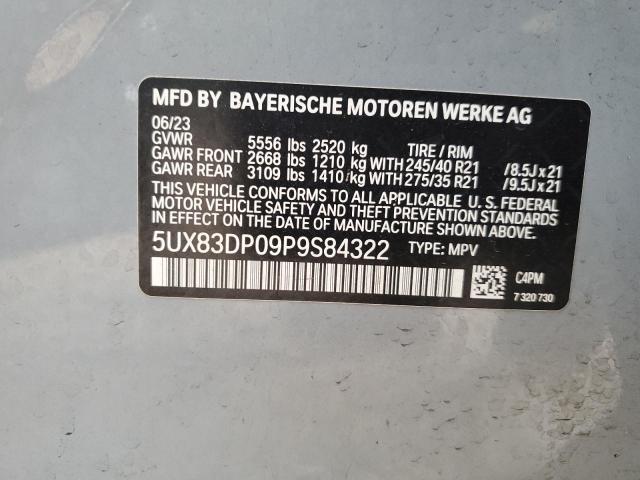 MFD BY BAYERISCHE MOTOREN WERKE AG
06/23
GVWR 5556 lbs 2520 kg TIRE / RIM
GAWR FRONT 2668 lbs 1210 kg WITH 245/40 R21 /8.5J x 21
GAWR REAR 3109 lbs 1410 kg WITH 275/35 R21 /9.5J x 21
THIS VEHICLE CONFORMS TO ALL APPLICABLE U. S. FEDERAL
MOTOR VEHICLE SAFETY AND THEFT PREVENTION STANDARDS
IN EFFECT ON THE DATE OF MANUFACTURE SHOWN ABOVE.
5UX83DP09P9S84322 TYPE: MPV
C4PM
7 320 730